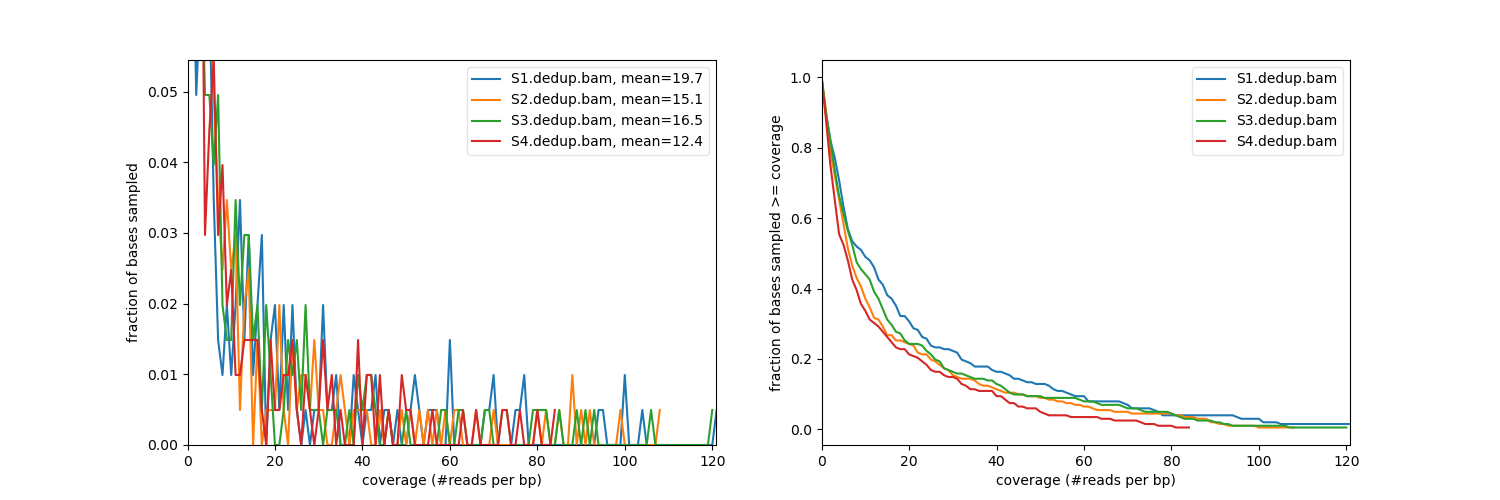 S1.dedup.bam, mean=19.7
S2.dedup.bam, mean=15.1
S3.dedup.bam, mean=16.5
S4.dedup.bam, mean=12.4
fraction of bases sampled
0.05
0.04
0.03
0.02
0.01
0.00
0 20 40 60 80 100 120
coverage (#reads per bp)
S1.dedup.bam
S2.dedup.bam
S3.dedup.bam
S4.dedup.bam
fraction of bases sampled >= coverage
1.0
0.8
0.6
0.4
0.2
0.0
0 20 40 60 80 100 120
coverage (#reads per bp)